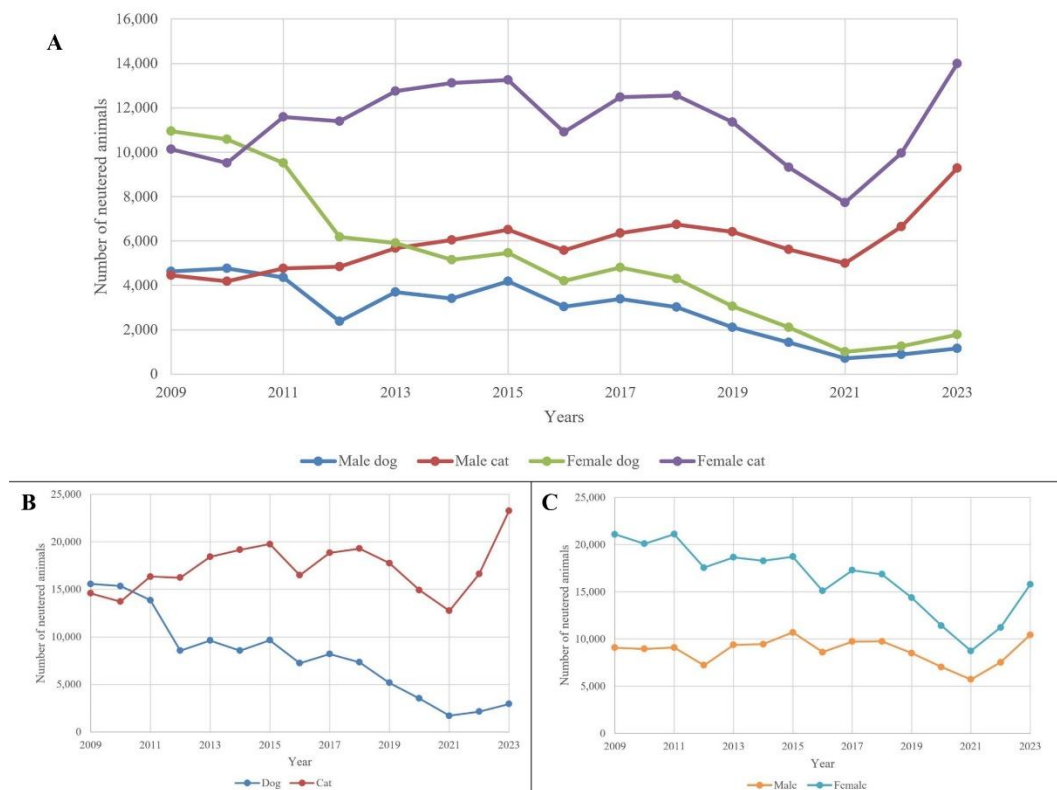 A
Number of neutered animals
16,000
14,000
12,000
10,000
8,000
6,000
4,000
2,000
0
2009 2011 2013 2015 2017 2019 2021 2023
Years
Male dog Male cat Female dog Female cat
B
Number of neutered animals
25,000
20,000
15,000
10,000
5,000
0
2009 2011 2013 2015 2017 2019 2021 2023
Year
Dog Cat
C
Number of neutered animals
25,000
20,000
15,000
10,000
5,000
0
2009 2011 2013 2015 2017 2019 2021 2023
Year
Male Female